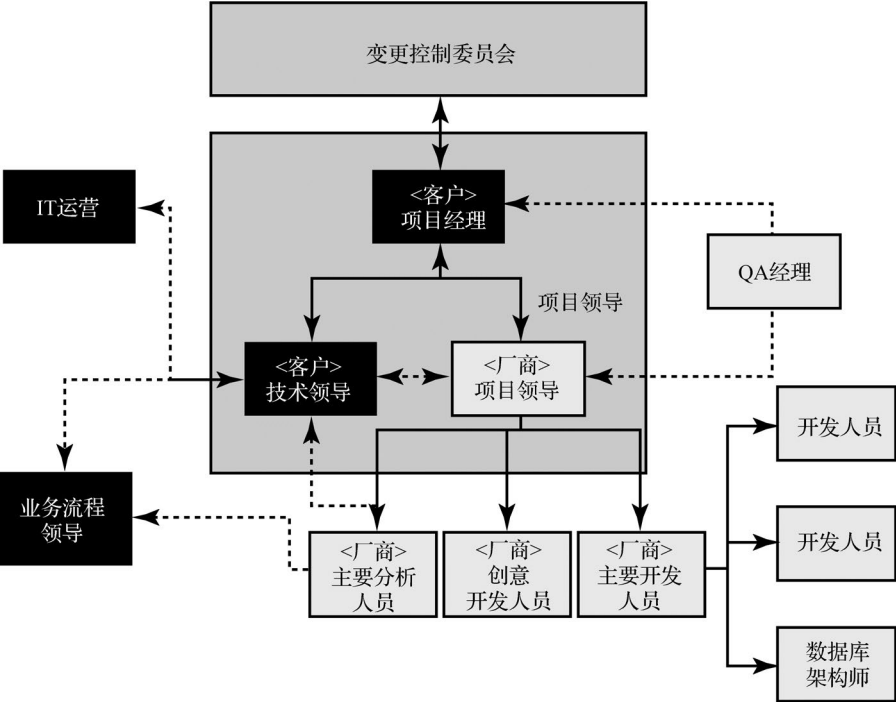 变更控制委员会
<客户>
项目经理
IT运营
QA经理
项目领导
<客户>
技术领导
<厂商>
项目领导
开发人员
业务流程
领导
开发人员
<厂商>
主要分析
人员
<厂商>
创意
开发人员
<厂商>
主要开发
人员
数据库
架构师